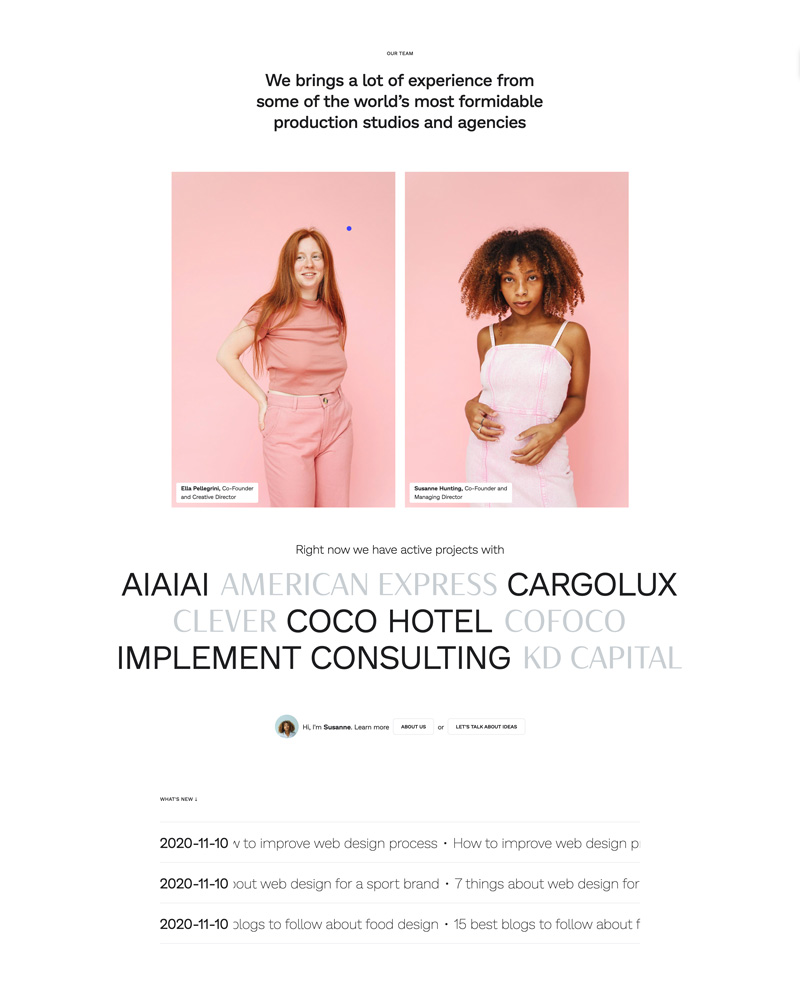 OUR TEAM
We brings a lot of experience from
some of the world’s most formidable
production studios and agencies
Ella Pellegrini, Co-Founder
and Creative Director
Susanne Hunting, Co-Founder and
Managing Director
Right now we have active projects with
AIAIAI AMERICAN EXPRESS CARGOLUX
CLEVER COCO HOTEL COFOCO
IMPLEMENT CONSULTING KD CAPITAL
Hi, I'm Susanne. Learn more ABOUT US or LET'S TALK ABOUT IDEAS
WHAT'S NEW ↓
2020-11-10 w to improve web design process • How to improve web design p
2020-11-10 out web design for a sport brand • 7 things about web design for
2020-11-10 blogs to follow about food design • 15 best blogs to follow about f